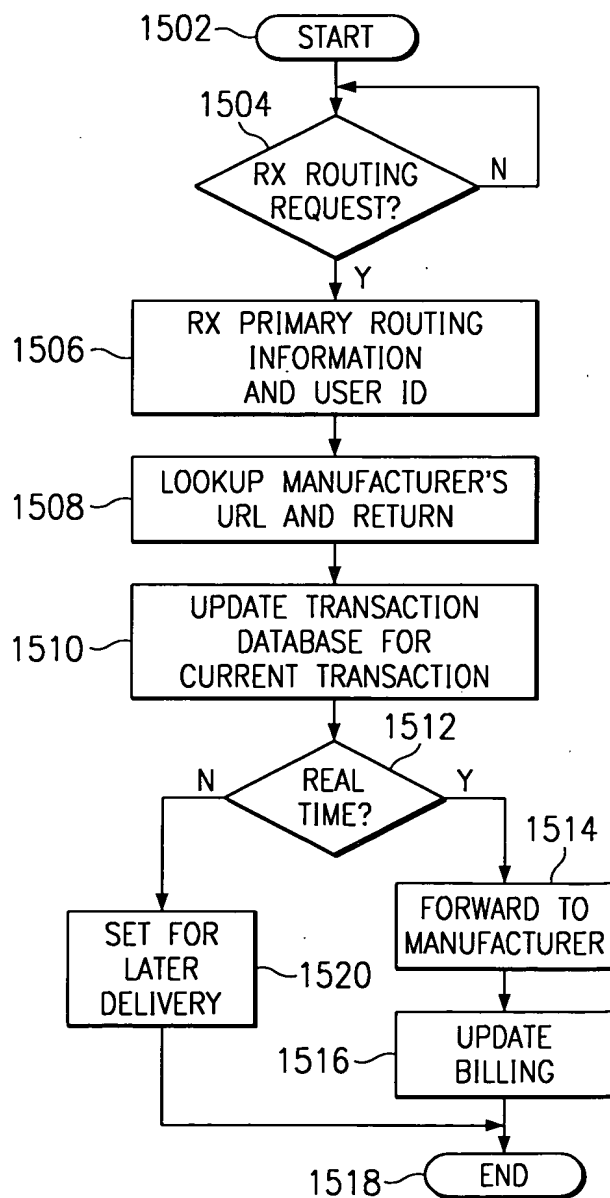 1502
START
1504
RX ROUTING
REQUEST?
N
Y
1506
RX PRIMARY ROUTING
INFORMATION
AND USER ID
1508
LOOKUP MANUFACTURER'S
URL AND RETURN
1510
UPDATE TRANSACTION
DATABASE FOR
CURRENT TRANSACTION
1512
N
REAL
TIME?
Y
1514
SET FOR
LATER
DELIVERY
1520
FORWARD TO
MANUFACTURER
1516
UPDATE
BILLING
1518
END